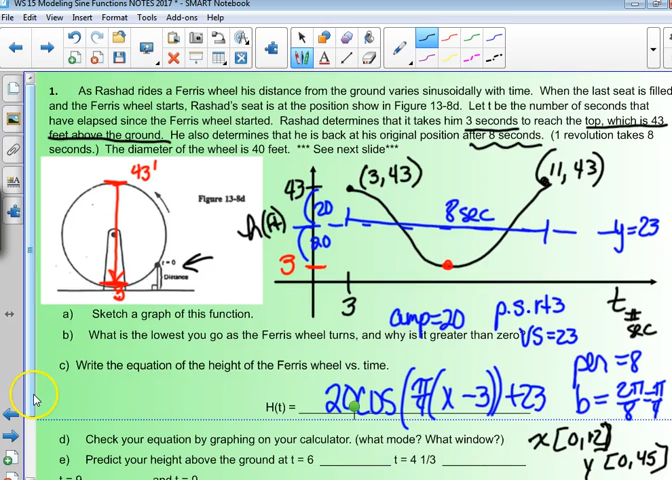 WS 15 Modeling Sine Functions NOTES 2017 * - SMART Notebook
File Edit View Insert Format Tools Add-ons Help
1. As Rashad rides a Ferris wheel his distance from the ground varies sinusoidally with time. When the last seat is filled
and the Ferris wheel starts, Rashad's seat is at the position show in Figure 13-8d. Let t be the number of seconds
that have elapsed since the Ferris wheel started. Rashad determines that it takes him 3 seconds to reach the top, which is 43
feet above the ground. He also determines that he is back at his original position after 8 seconds. (1 revolution takes 8
seconds.) The diameter of the wheel is 40 feet. *** See next slide***
43'
Figure 13-8d
t = 0
Distance
3
h(t)
43
(3, 43)
(11, 43)
20
8 sec
20
y=23
3
3
t
sec
a) Sketch a graph of this function.
amp=20
p.s. rt 3
b) What is the lowest you go as the Ferris wheel turns, and why is it greater than zero?
VS=23
c) Write the equation of the height of the Ferris wheel vs. time.
per=8
H(t) = 20cos(π/4(x-3))+23
b=2π/8=π/4
d) Check your equation by graphing on your calculator. (what mode? What window?)
x[0,12]
e) Predict your height above the ground at t = 6 t = 4 1/3
y[0,45]